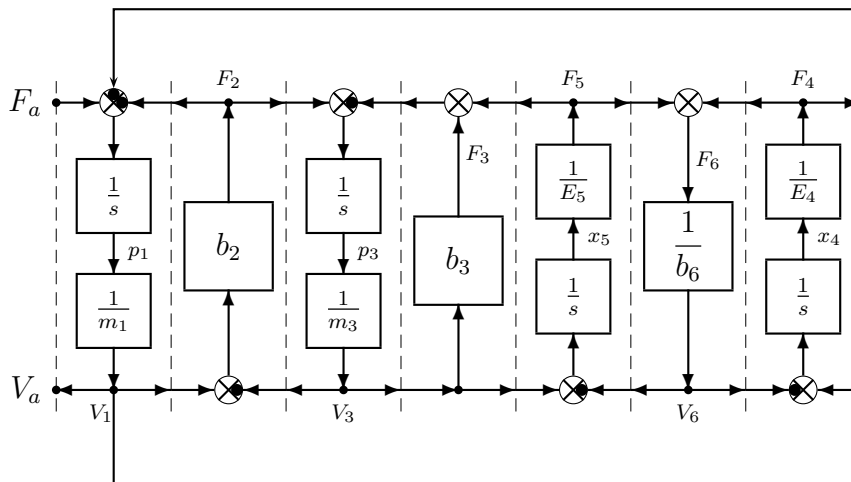 F_2 F_5 F_4
F_a
F_3 F_6
1/s 1/s 1/E_5 1/E_4
b_2 b_3 1/b_6
p_1 p_3 x_5 x_4
1/m_1 1/m_3 1/s 1/s
V_a
V_1 V_3 V_6